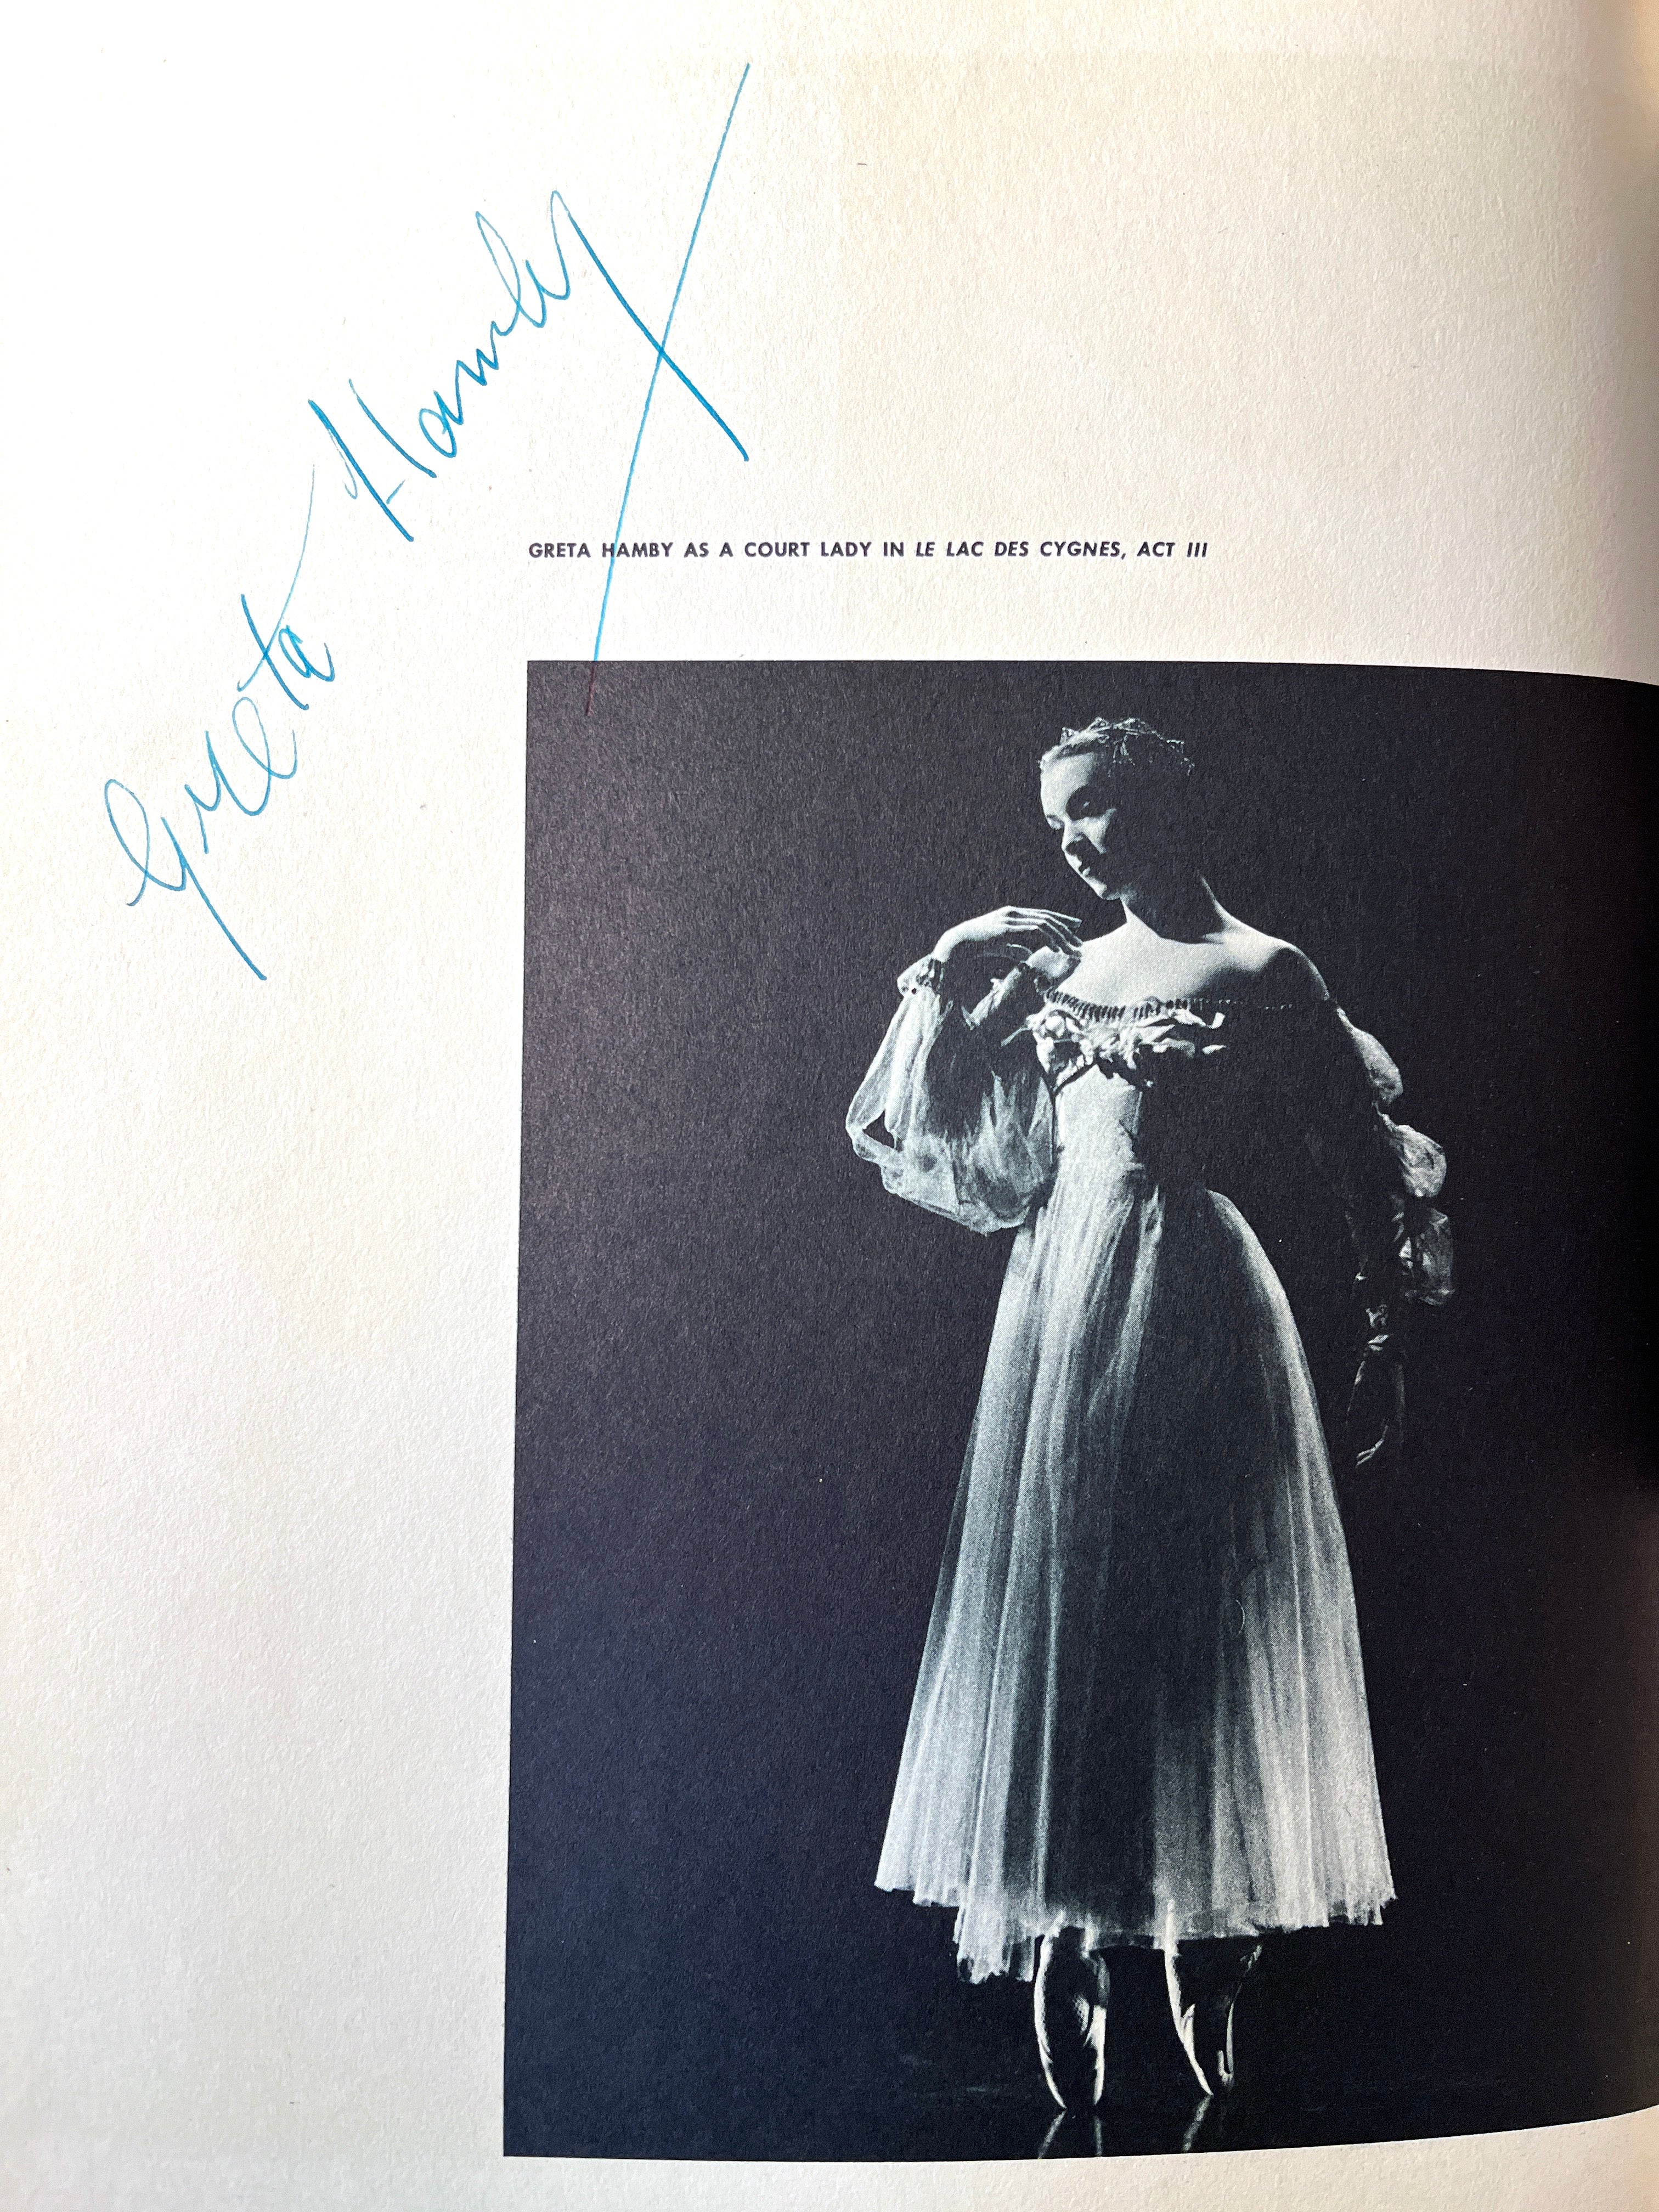 Greta Hamby
GRETA HAMBY AS A COURT LADY IN LE LAC DES CYGNES, ACT III